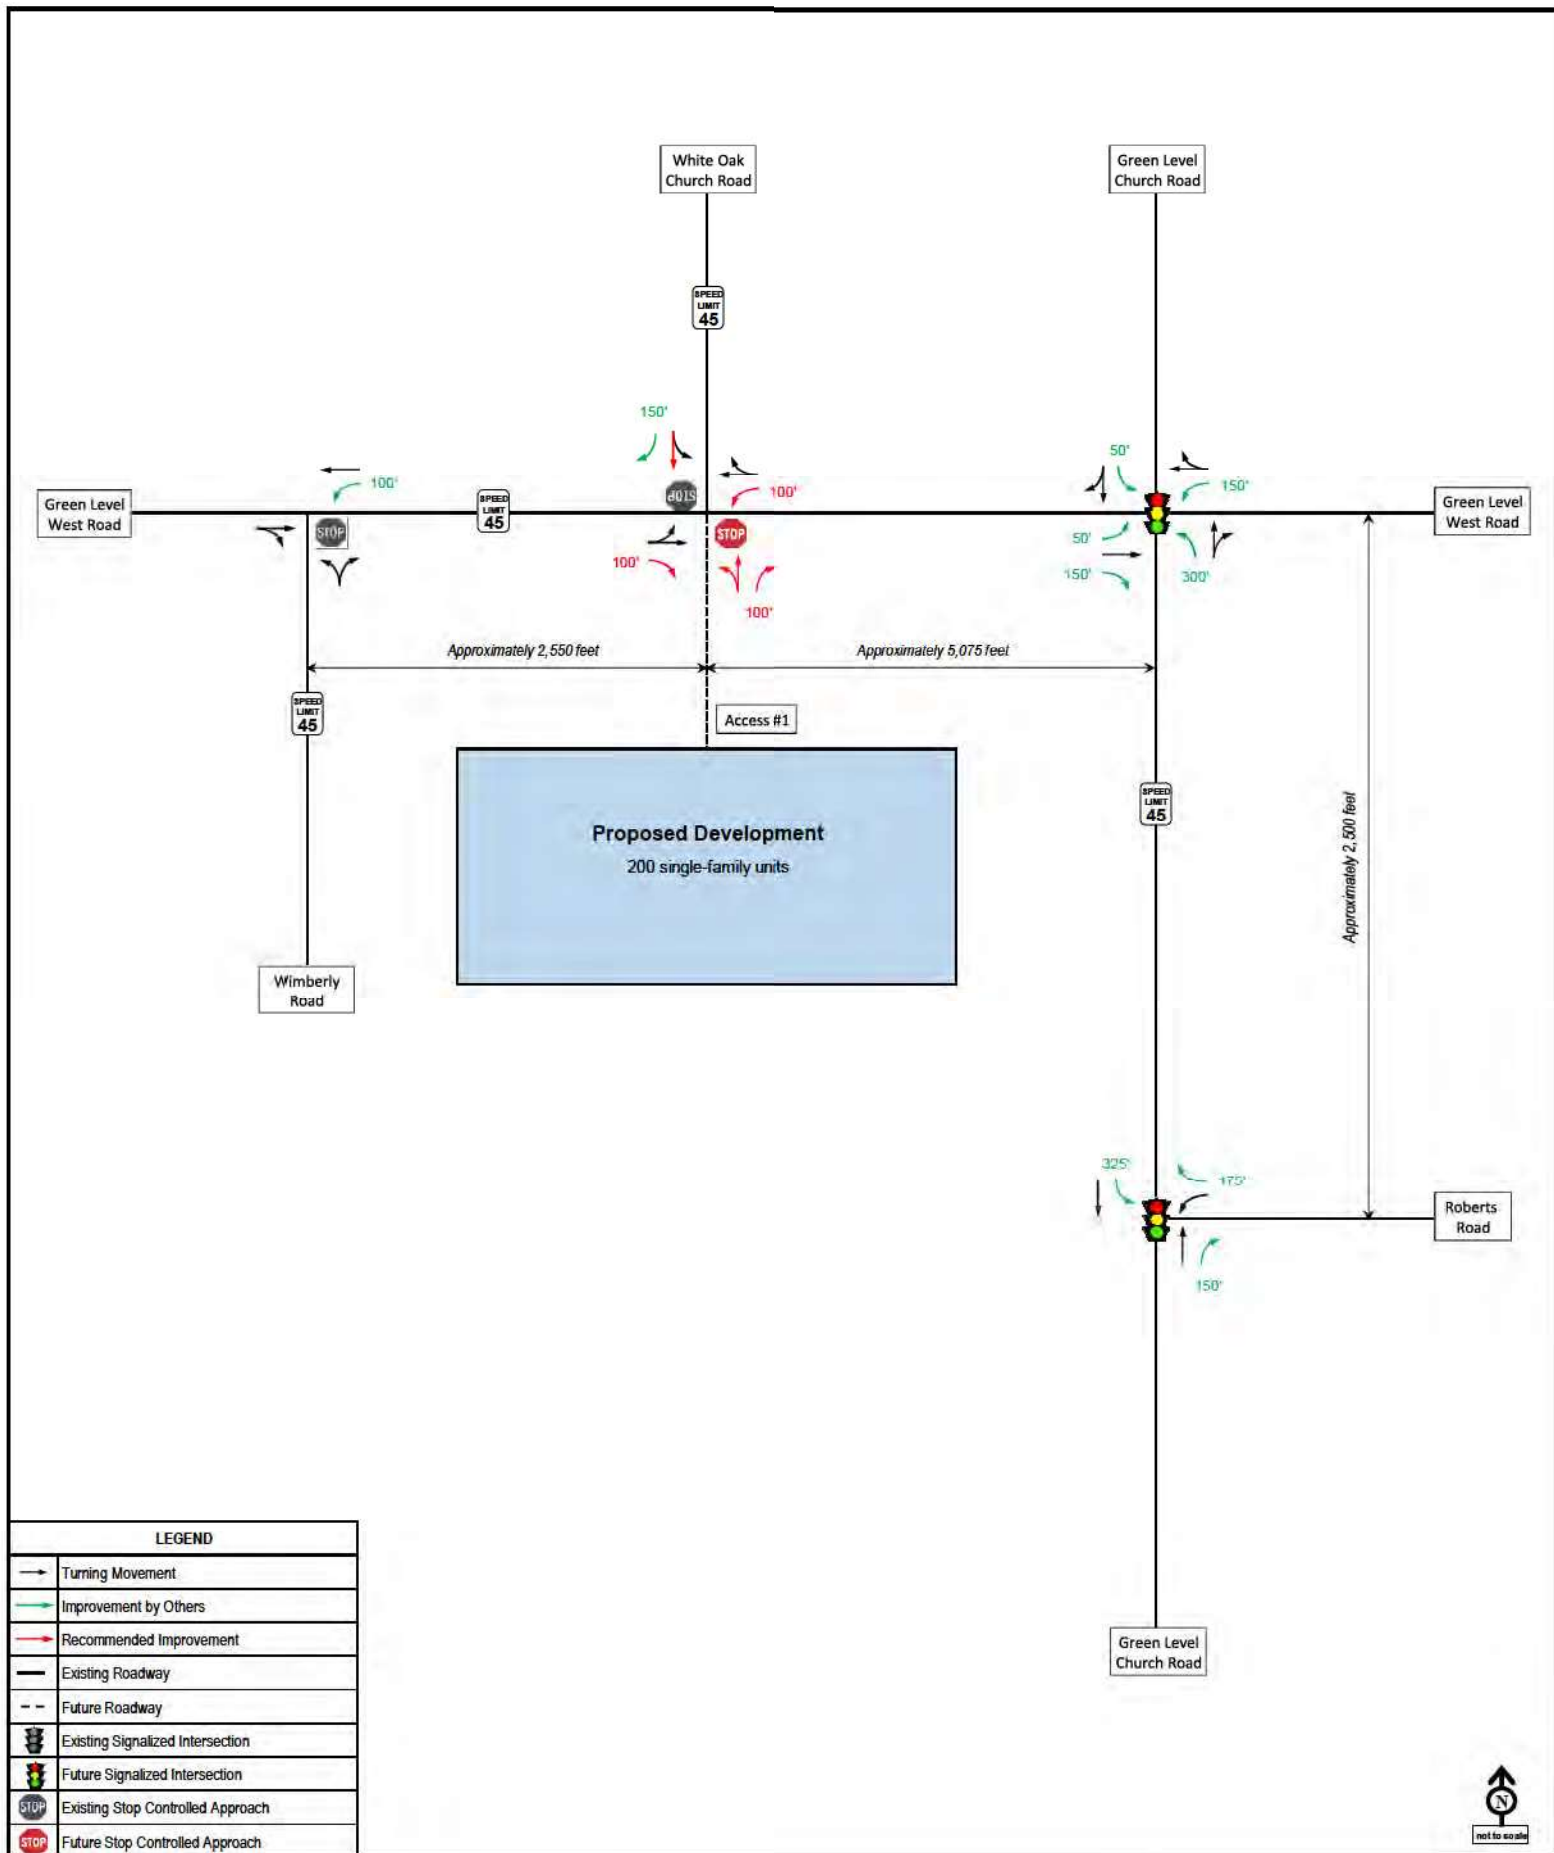 White Oak
Church Road
Green Level
Church Road
SPEED
LIMIT
45
150'
50'
100'
100'
150'
Green Level
West Road
SPEED
LIMIT
45
STOP
STOP
STOP
Green Level
West Road
50'
100'
150'
300'
100'
Approximately 2,550 feet
Approximately 5,075 feet
SPEED
LIMIT
45
Access #1
SPEED
LIMIT
45
Approximately 2,500 feet
Proposed Development
200 single-family units
Wimberly
Road
325'
175'
Roberts
Road
150'
Green Level
Church Road
LEGEND
Turning Movement
Improvement by Others
Recommended Improvement
Existing Roadway
Future Roadway
Existing Signalized Intersection
Future Signalized Intersection
STOP
Existing Stop Controlled Approach
STOP
Future Stop Controlled Approach
N
not to scale